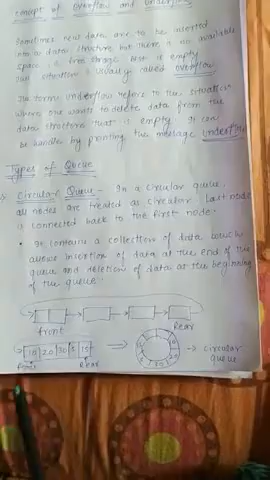 concept of Overflow and Underflow
Sometimes new data are to be inserted
into a data structure but there is no available
space i.e. free storage list is empty
this situation is usually called overflow.
The term underflow refers to the situation
where one wants to delete data from the
data structure that is empty. It can
be handle by printing the message Underflow
Types of Queue
Circular Queue - In a circular queue
all nodes are treated as circular. Last node
is connected back to the first node.
It contains a collection of data which
allows insertion of data at the end of the
queue and deletion of data at the beginning
of the queue.
front Rear
10 20 30 5 15
circular
queue
front Rear